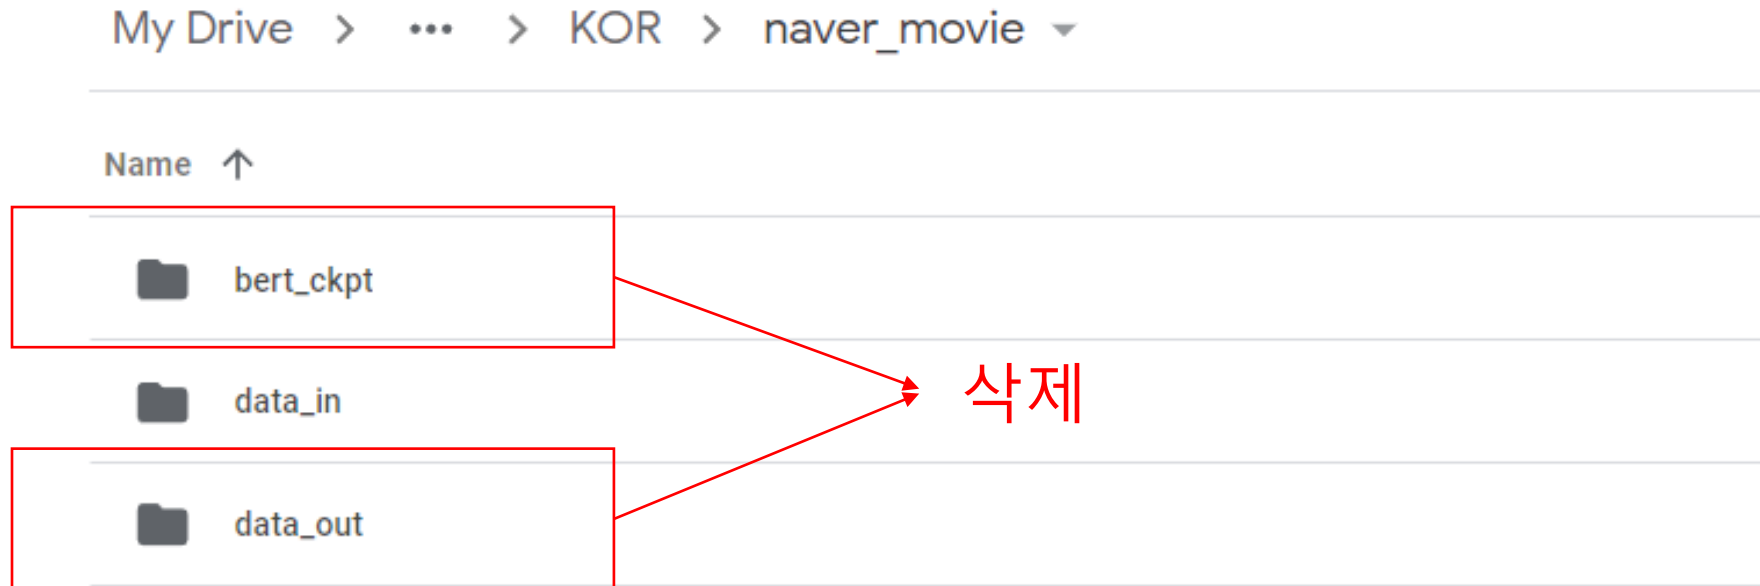 My Drive > ... > KOR > naver_movie
Name ↑
bert_ckpt
data_in
삭제
data_out